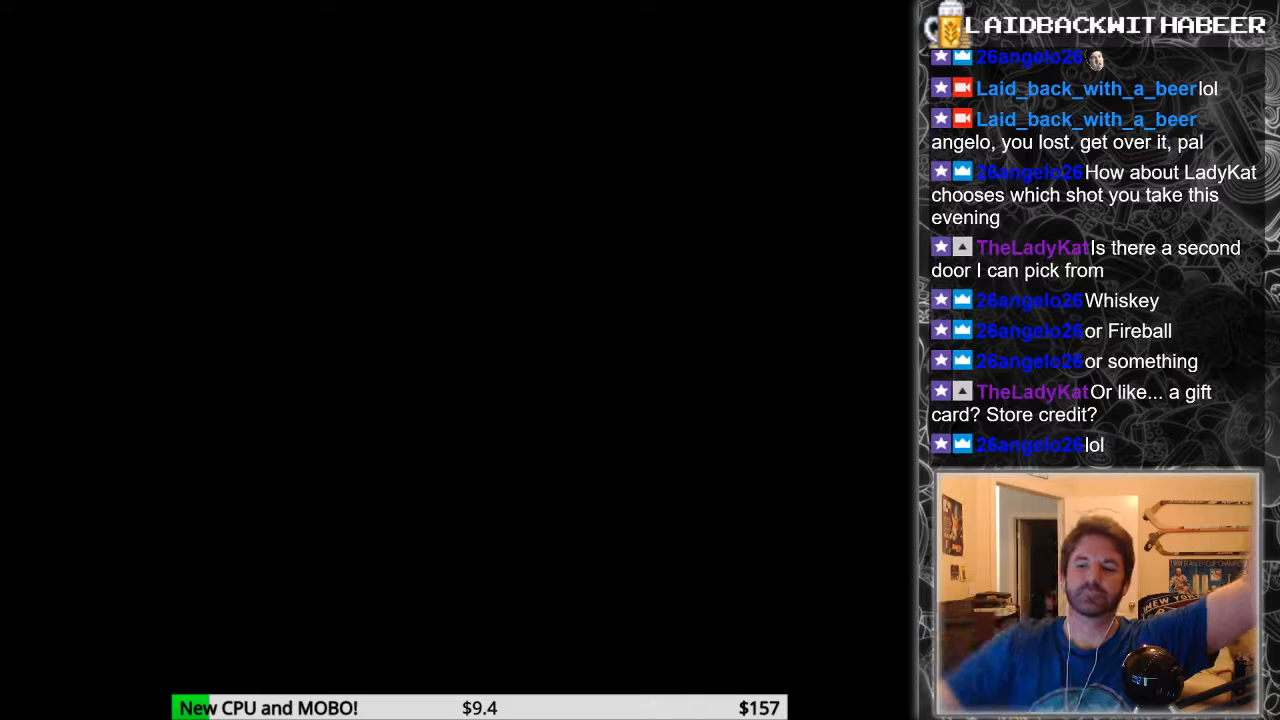 LAIDBACKWITHABEER
26angelo26
Laid_back_with_a_beer lol
Laid_back_with_a_beer
angelo, you lost. get over it, pal
26angelo26 How about LadyKat
chooses which shot you take this
evening
TheLadyKat Is there a second
door I can pick from
26angelo26 Whiskey
26angelo26 or Fireball
26angelo26 or something
TheLadyKat Or like... a gift
card? Store credit?
26angelo26 lol
NEW YORK
New CPU and MOBO! $9.4 $157